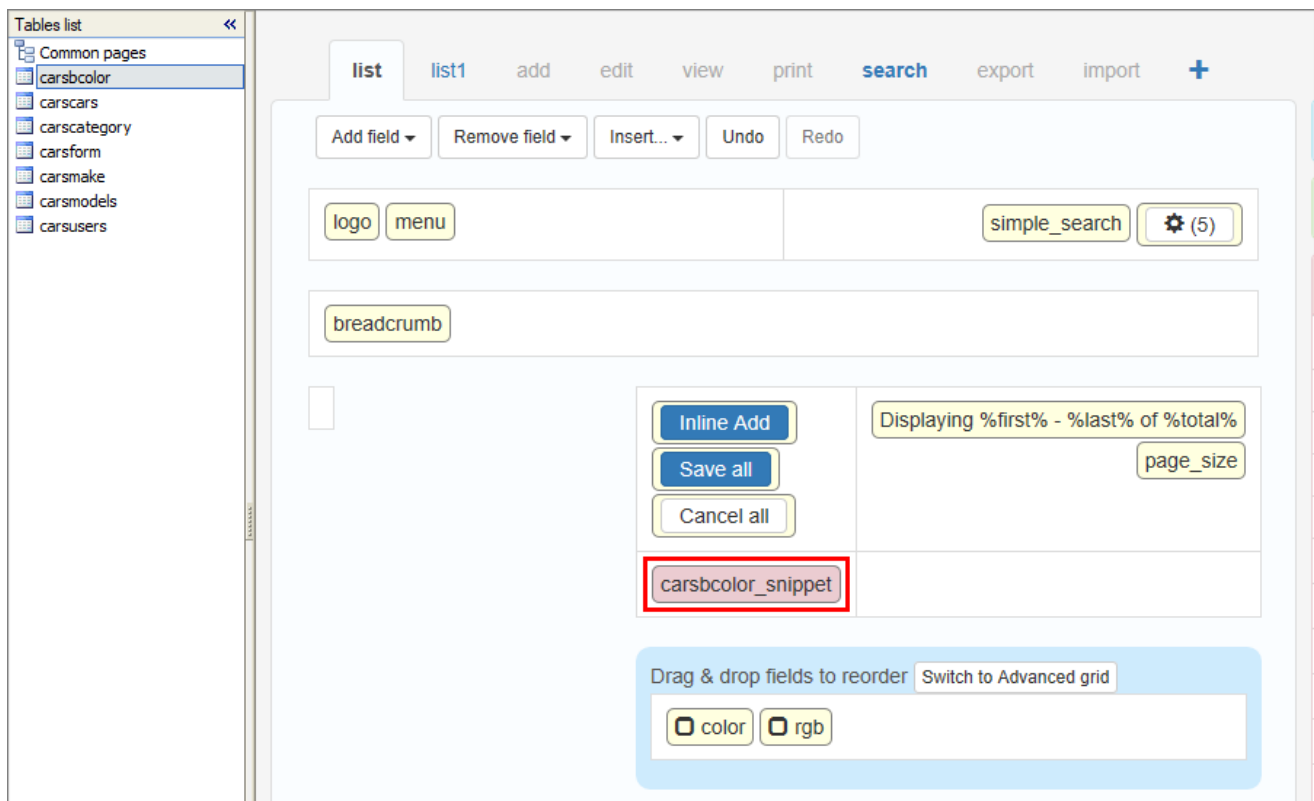 Tables list «
Common pages
carsbcolor
carscars
carscategory
carsform
carsmake
carsmodels
carsusers
list list1 add edit view print search export import +
Add field Remove field Insert... Undo Redo
logo menu simple_search (5)
breadcrumb
Inline Add Displaying %first% - %last% of %total%
Save all page_size
Cancel all
carsbcolor_snippet
Drag & drop fields to reorder Switch to Advanced grid
color rgb